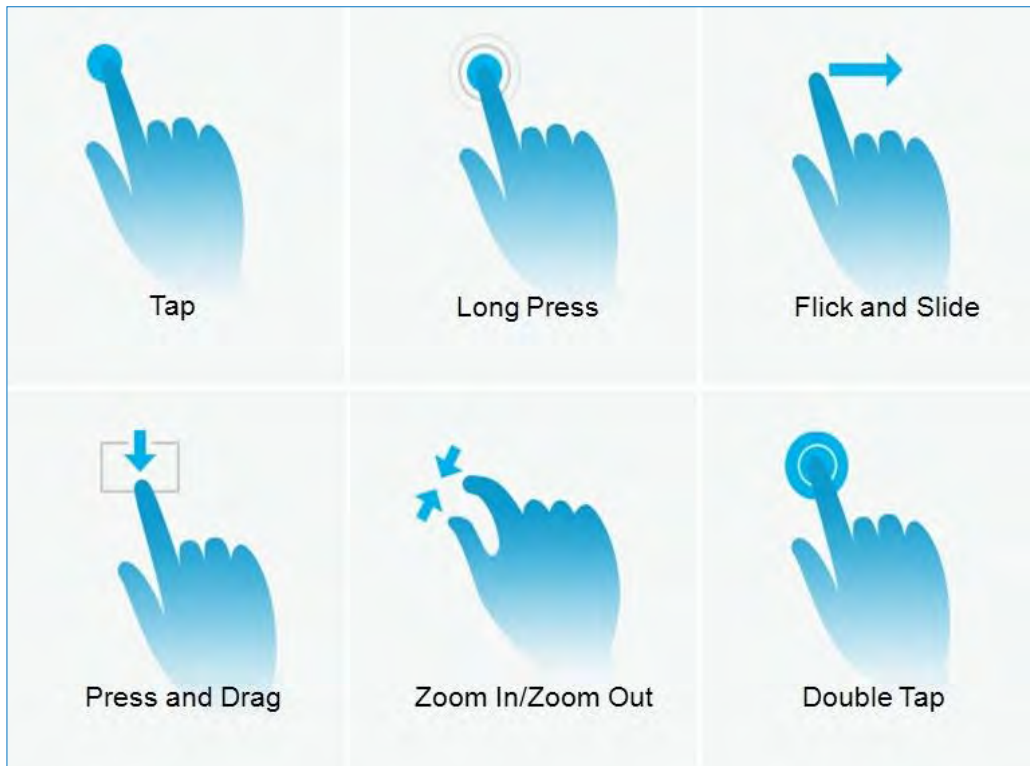 Tap
Long Press
Flick and Slide
Press and Drag
Zoom In/Zoom Out
Double Tap